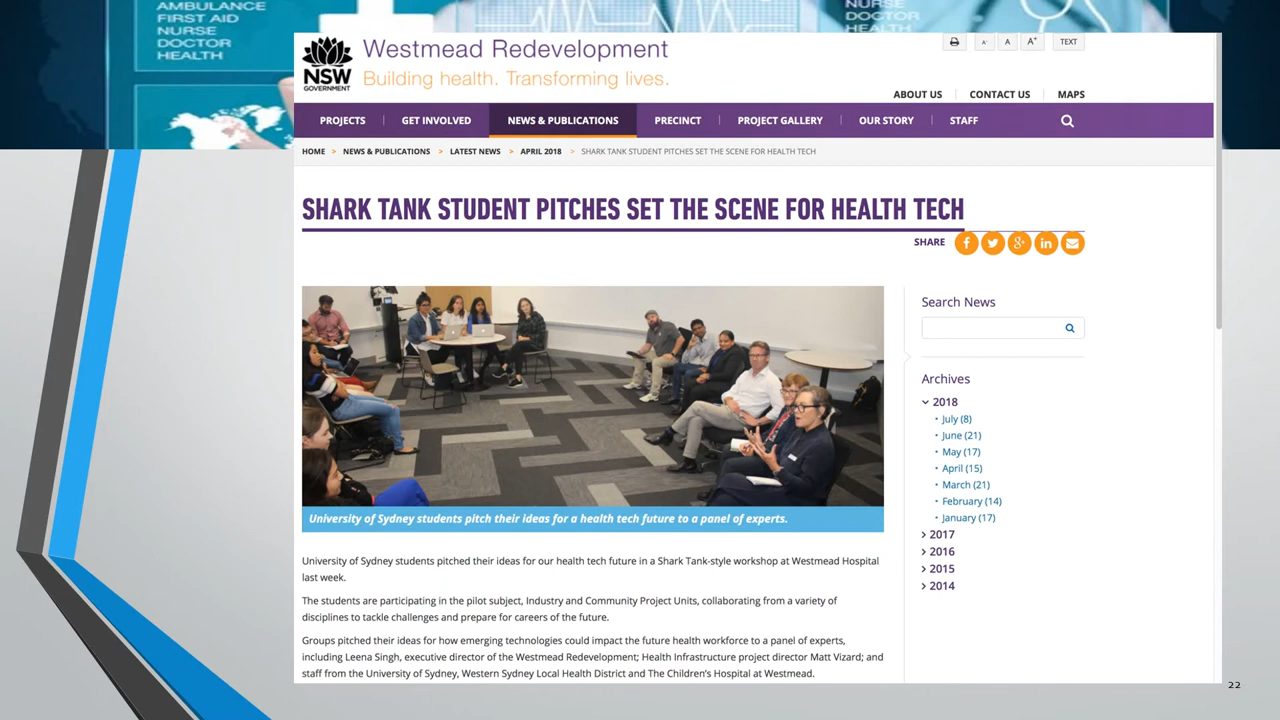 AMBULANCE
FIRST AID
NURSE
DOCTOR
HEALTH
NURSE
DOCTOR
HEALTH
NSW
GOVERNMENT
Westmead Redevelopment
Building health. Transforming lives.
A-
A
A+
TEXT
ABOUT US
CONTACT US
MAPS
PROJECTS
GET INVOLVED
NEWS & PUBLICATIONS
PRECINCT
PROJECT GALLERY
OUR STORY
STAFF
HOME > NEWS & PUBLICATIONS > LATEST NEWS > APRIL 2018 > SHARK TANK STUDENT PITCHES SET THE SCENE FOR HEALTH TECH
SHARK TANK STUDENT PITCHES SET THE SCENE FOR HEALTH TECH
SHARE
University of Sydney students pitch their ideas for a health tech future to a panel of experts.
University of Sydney students pitched their ideas for our health tech future in a Shark Tank-style workshop at Westmead Hospital
last week.
The students are participating in the pilot subject, Industry and Community Project Units, collaborating from a variety of
disciplines to tackle challenges and prepare for careers of the future.
Groups pitched their ideas for how emerging technologies could impact the future health workforce to a panel of experts,
including Leena Singh, executive director of the Westmead Redevelopment; Health Infrastructure project director Matt Vizard; and
staff from the University of Sydney, Western Sydney Local Health District and The Children's Hospital at Westmead.
Search News
Archives
2018
July (8)
June (21)
May (17)
April (15)
March (21)
February (14)
January (17)
2017
2016
2015
2014
22